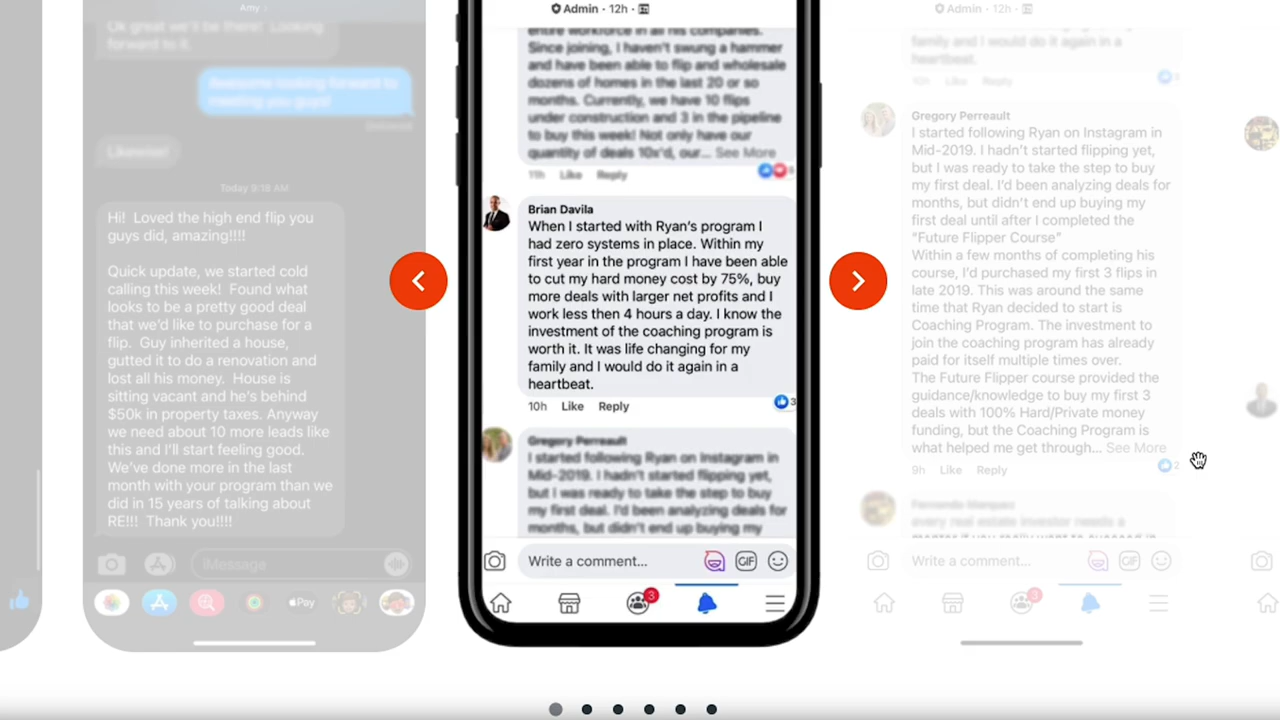 Amy
Ok great we'll be there! Looking
forward to it.
Awesome looking forward to
meeting you guys!
Delivered
Likewise!
Today 9:18 AM
Hi! Loved the high end flip you
guys did, amazing!!!!
Quick update, we started cold
calling this week! Found what
looks to be a pretty good deal
that we'd like to purchase for a
flip. Guy inherited a house,
gutted it to do a renovation and
lost all his money. House is
sitting vacant and he's behind
$50k in property taxes. Anyway
we need about 10 more leads like
this and I'll start feeling good.
We've done more in the last
month with your program than we
did in 15 years of talking about
RE!!! Thank you!!!!
iMessage
Pay
Admin · 12h ·
entire workforce in all his companies.
Since joining, I haven't swung a hammer
and have been able to flip and wholesale
dozens of homes in the last 20 or so
months. Currently, we have 10 flips
under construction and 3 in the pipeline
to buy this week! Not only have our
quantity of deals 10x'd, our... See More
11h Like Reply
Brian Davila
When I started with Ryan's program I
had zero systems in place. Within my
first year in the program I have been able
to cut my hard money cost by 75%, buy
more deals with larger net profits and I
work less then 4 hours a day. I know the
investment of the coaching program is
worth it. It was life changing for my
family and I would do it again in a
heartbeat.
10h Like Reply 3
Gregory Perreault
I started following Ryan on Instagram in
Mid-2019. I hadn't started flipping yet,
but I was ready to take the step to buy
my first deal. I'd been analyzing deals for
months, but didn't end up buying my
Write a comment...
GIF
3
Admin · 12h ·
family and I would do it again in a
heartbeat.
10h Like Reply
Gregory Perreault
I started following Ryan on Instagram in
Mid-2019. I hadn't started flipping yet,
but I was ready to take the step to buy
my first deal. I'd been analyzing deals for
months, but didn't end up buying my
first deal until after I completed the
“Future Flipper Course”
Within a few months of completing his
course, I'd purchased my first 3 flips in
late 2019. This was around the same
time that Ryan decided to start is
Coaching Program. The investment to
join the coaching program has already
paid for itself multiple times over.
The Future Flipper course provided the
guidance/knowledge to buy my first 3
deals with 100% Hard/Private money
funding, but the Coaching Program is
what helped me get through... See More
9h Like Reply 2
Fernando Marquez
every real estate investor needs a
Write a comment...
GIF
3